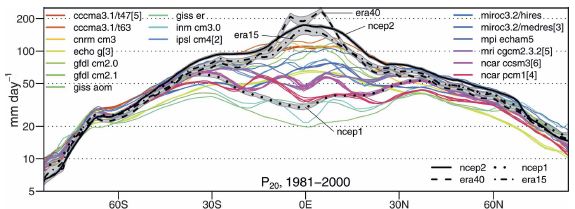 200
100
50
20
10
5
mm day⁻¹
cccma3.1/t47[5]
cccma3.1/t63
cnrm cm3
echo g[3]
gfdl cm2.0
gfdl cm2.1
giss aom
giss er
inm cm3.0
ipsl cm4[2]
era15
era40
ncep2
miroc3.2/hires
miroc3.2/medres[3]
mpi echam5
mri cgcm2.3.2[5]
ncar ccsm3[6]
ncar pcm1[4]
ncep1
ncep2 ncep1
era40 era15
P20, 1981−2000
60S 30S 0E 30N 60N